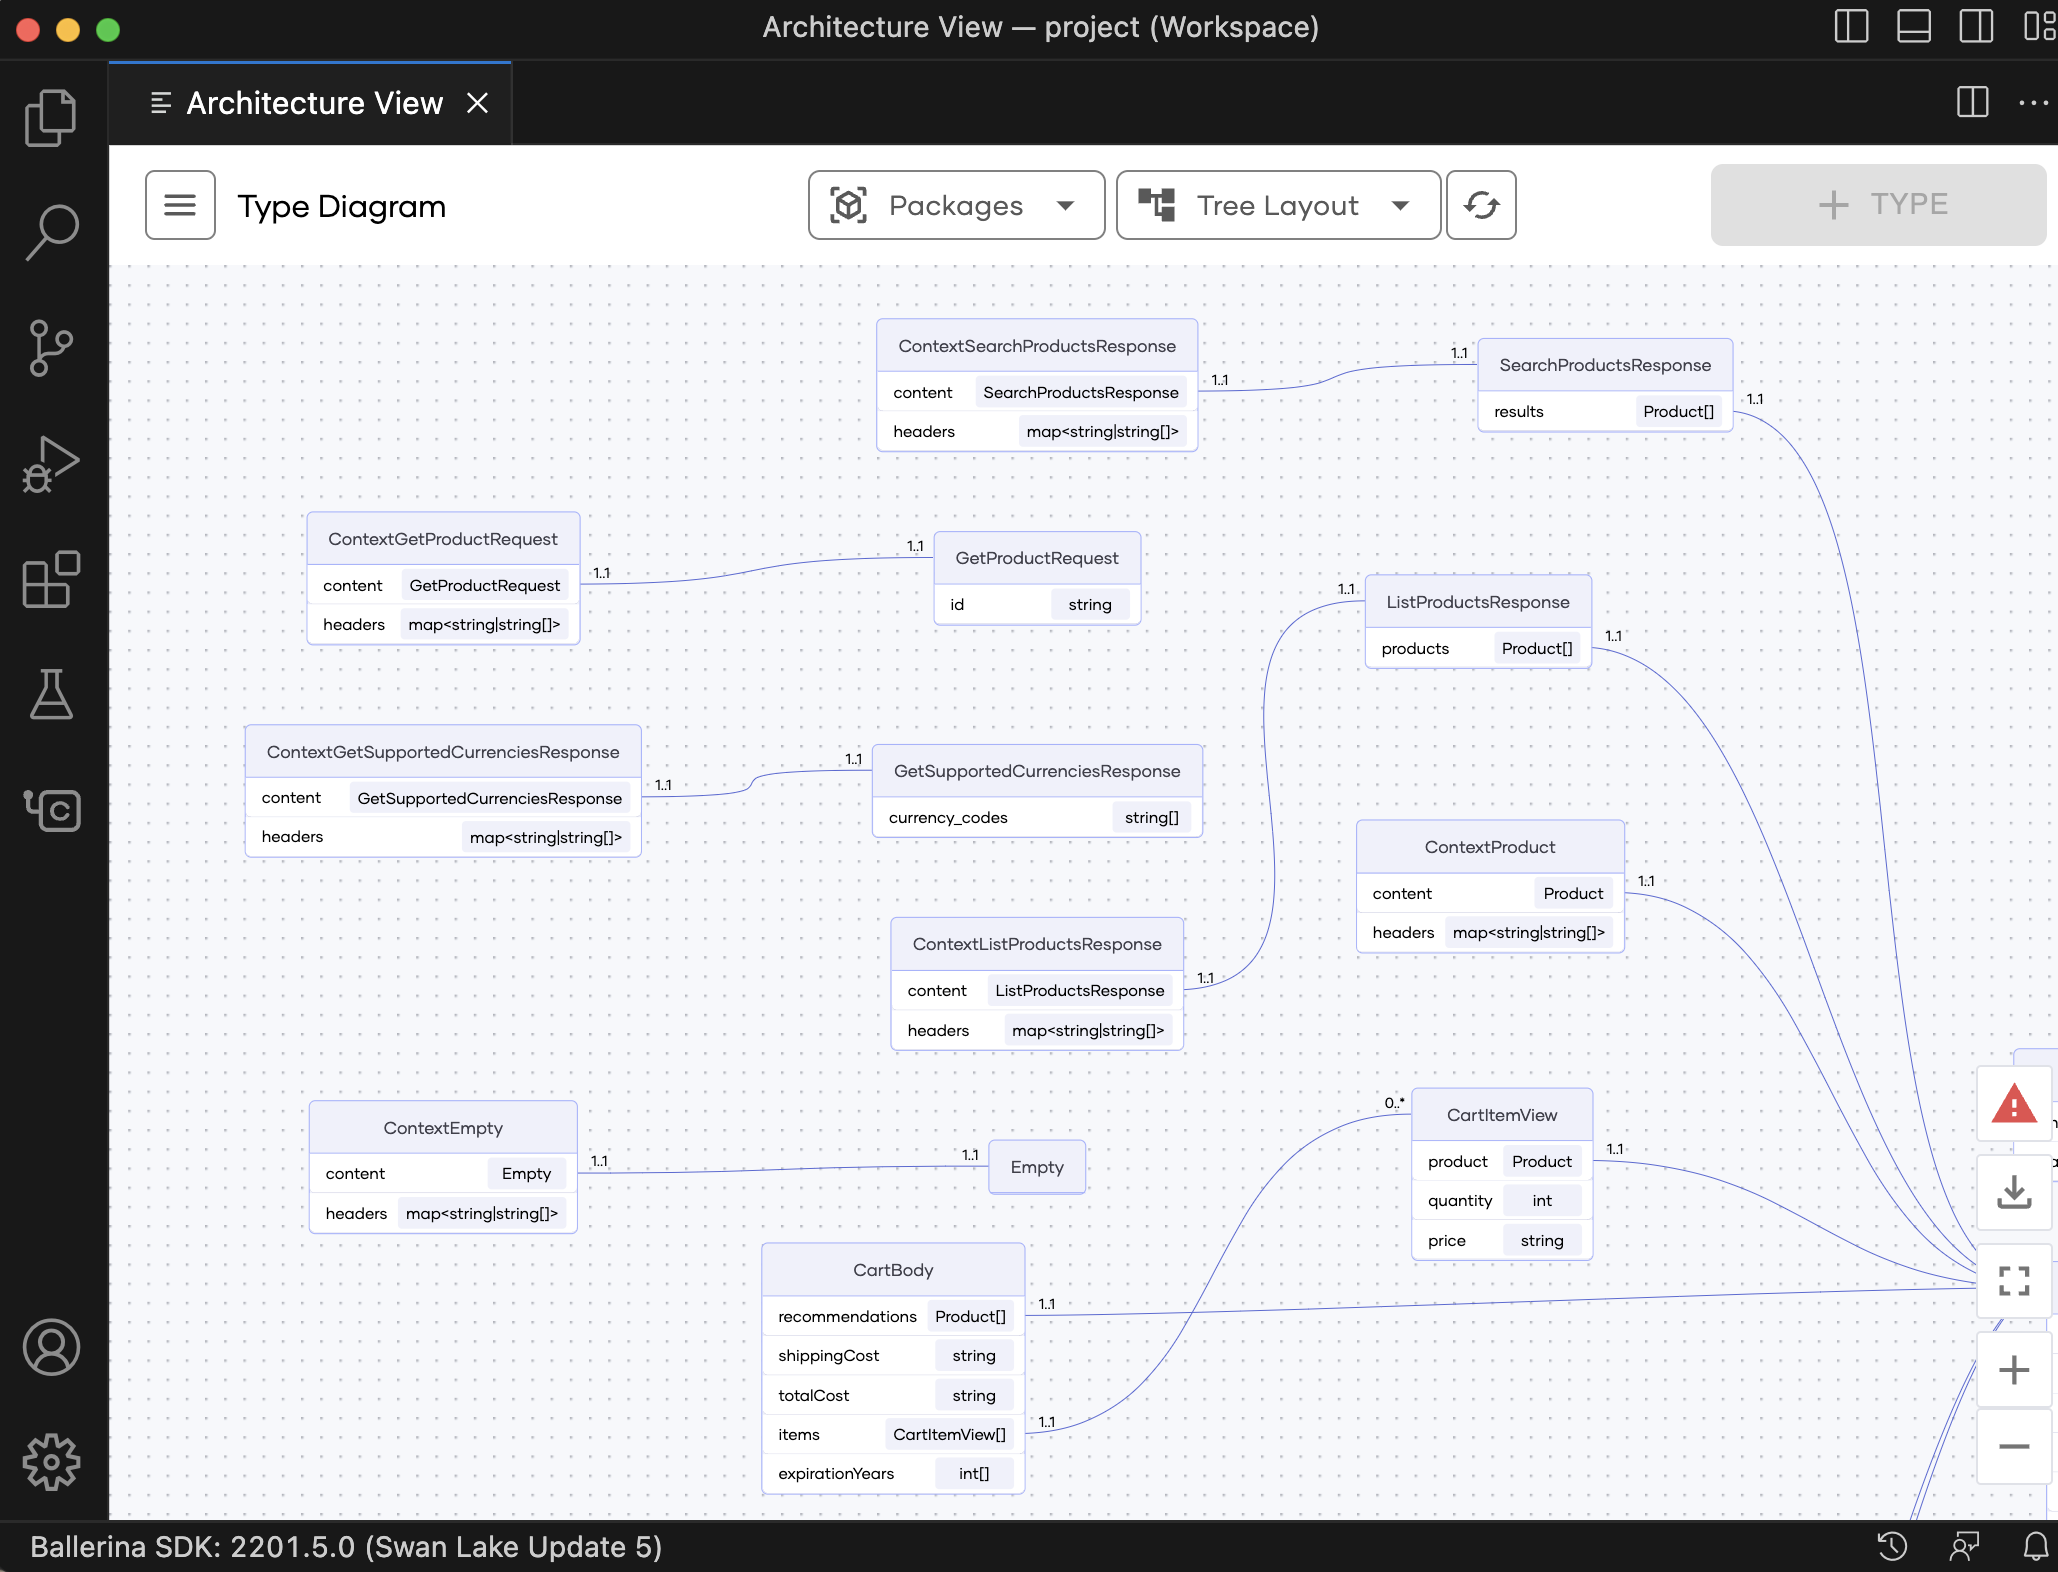 Architecture View — project (Workspace)
Architecture View
Type Diagram
Packages
Tree Layout
TYPE
ContextSearchProductsResponse
content SearchProductsResponse
headers map<string|string[]>
1..1
1..1
SearchProductsResponse
results Product[]
1..1
ContextGetProductRequest
content GetProductRequest
headers map<string|string[]>
1..1
1..1
GetProductRequest
id string
1..1
ListProductsResponse
products Product[]
1..1
ContextGetSupportedCurrenciesResponse
content GetSupportedCurrenciesResponse
headers map<string|string[]>
1..1
1..1
GetSupportedCurrenciesResponse
currency_codes string[]
ContextProduct
content Product
headers map<string|string[]>
1..1
ContextListProductsResponse
content ListProductsResponse
headers map<string|string[]>
1..1
ContextEmpty
content Empty
headers map<string|string[]>
1..1
1..1
Empty
0..*
CartItemView
product Product
quantity int
price string
1..1
CartBody
recommendations Product[]
shippingCost string
totalCost string
items CartItemView[]
expirationYears int[]
1..1
1..1
Ballerina SDK: 2201.5.0 (Swan Lake Update 5)